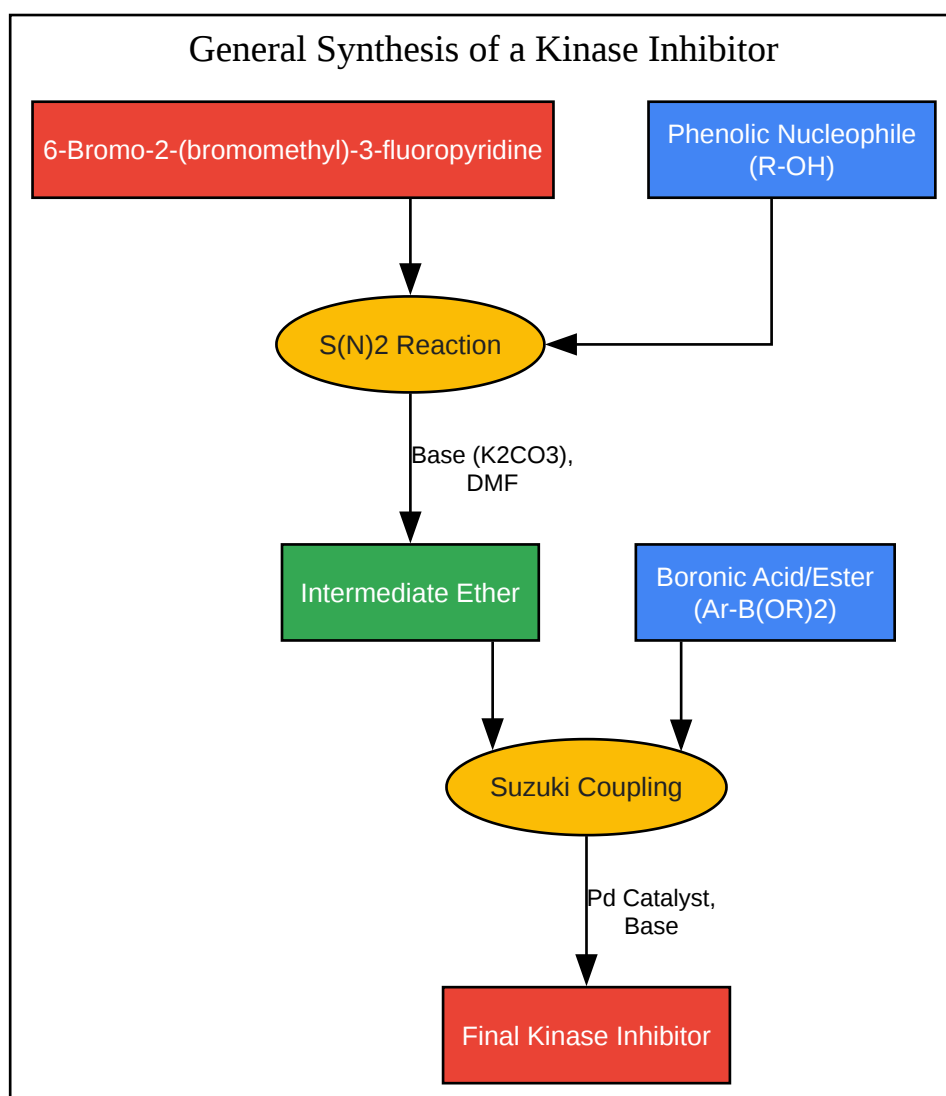 General Synthesis of a Kinase Inhibitor
6-Bromo-2-(bromomethyl)-3-fluoropyridine
Phenolic Nucleophile
(R-OH)
S(N)2 Reaction
Base (K2CO3),
DMF
Intermediate Ether
Boronic Acid/Ester
(Ar-B(OR)2)
Suzuki Coupling
Pd Catalyst,
Base
Final Kinase Inhibitor